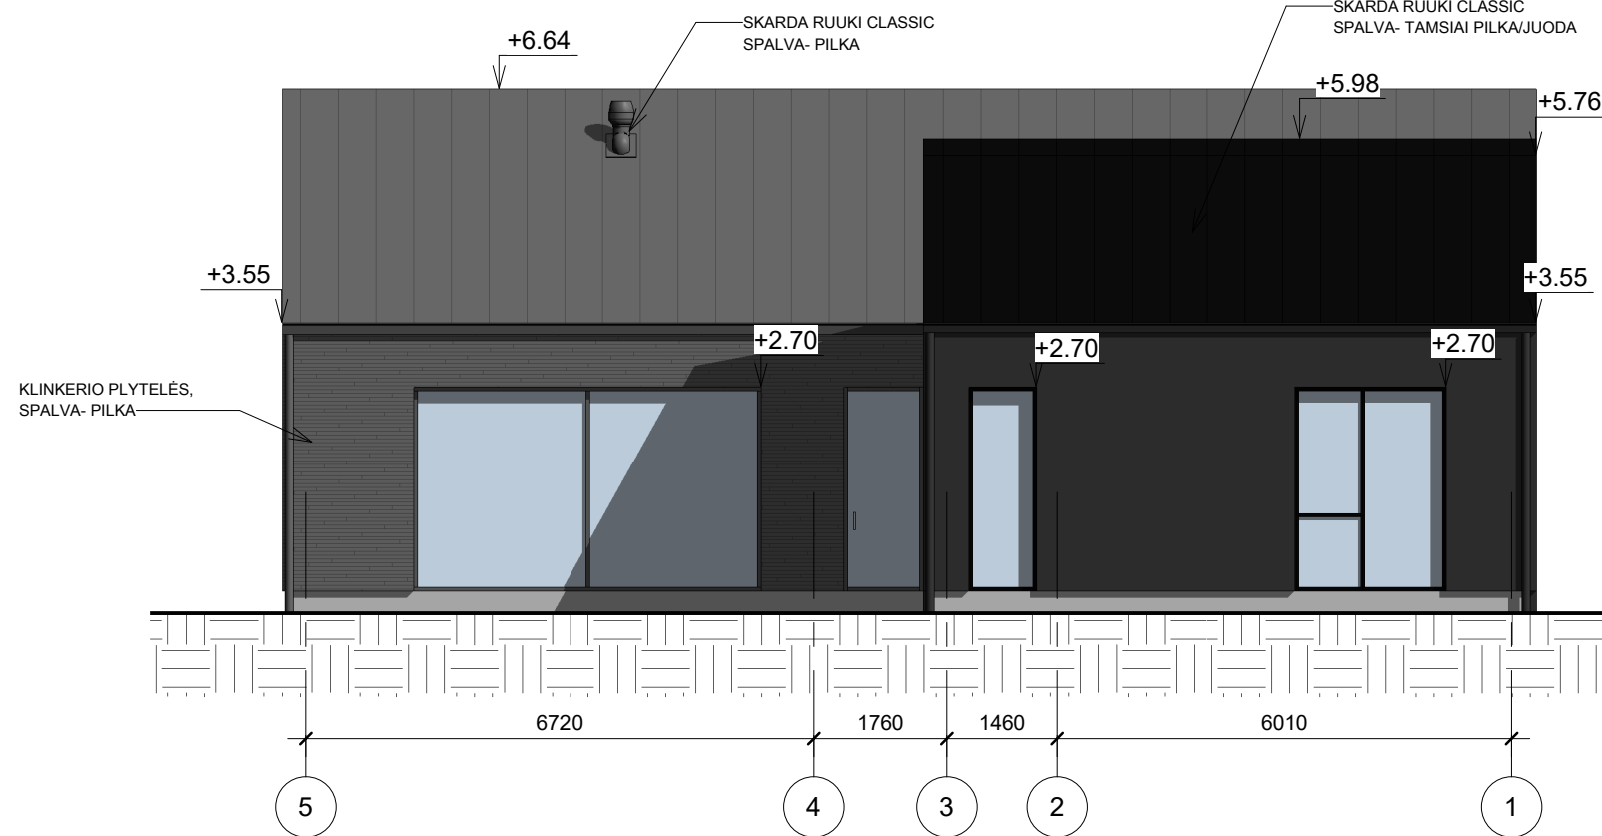 SKARDA RUUKI CLASSIC
SPALVA- PILKA
SKARDA RUUKI CLASSIC
SPALVA- TAMSIAI PILKA/JUODA
+6.64
+5.98
+5.76
+3.55
+3.55
+2.70
+2.70
+2.70
KLINKERIO PLYTELĖS,
SPALVA- PILKA
6720
1760
1460
6010
5
4
3
2
1